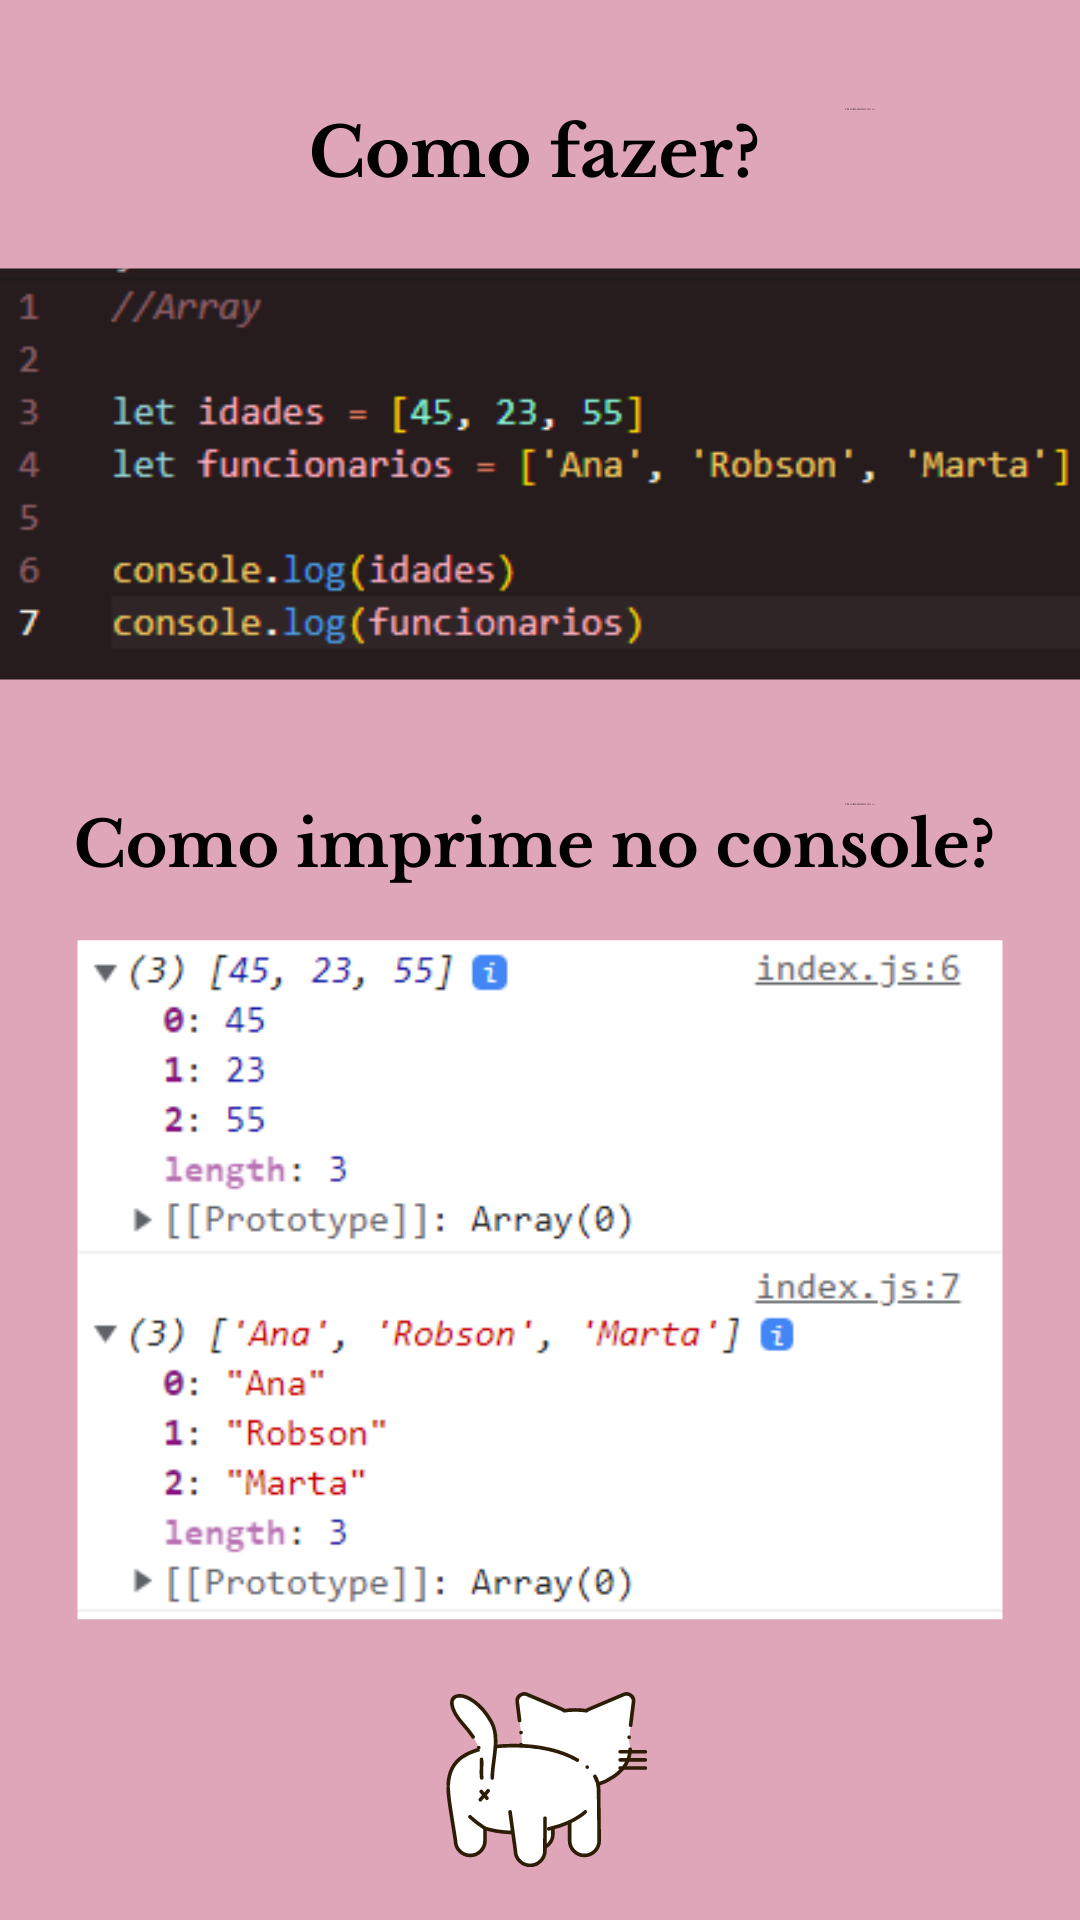 Como fazer?
1 //Array
2
3 let idades = [45, 23, 55]
4 let funcionarios = ['Ana', 'Robson', 'Marta']
5
6 console.log(idades)
7 console.log(funcionarios)
Como imprime no console?
(3) [45, 23, 55] i index.js:6
0: 45
1: 23
2: 55
length: 3
[[Prototype]]: Array(0)
index.js:7
(3) ['Ana', 'Robson', 'Marta'] i
0: "Ana"
1: "Robson"
2: "Marta"
length: 3
[[Prototype]]: Array(0)